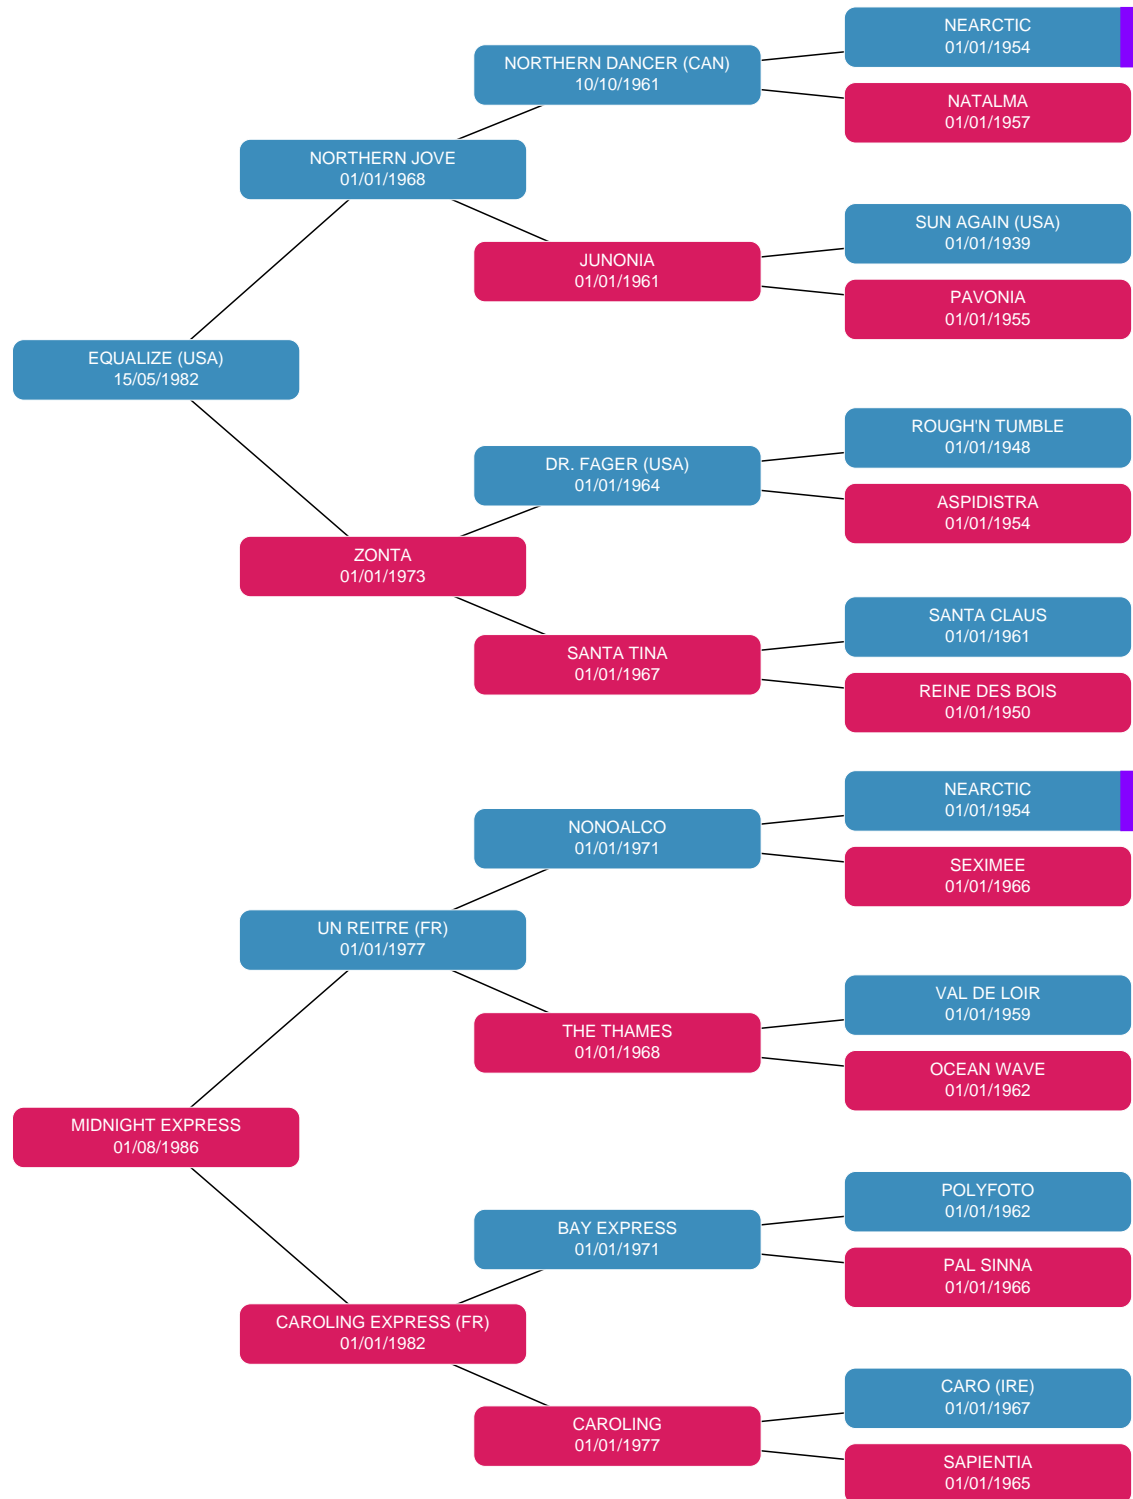 NEARCTIC
01/01/1954
NORTHERN DANCER (CAN)
10/10/1961
NATALMA
01/01/1957
NORTHERN JOVE
01/01/1968
SUN AGAIN (USA)
01/01/1939
JUNONIA
01/01/1961
PAVONIA
01/01/1955
EQUALIZE (USA)
15/05/1982
ROUGH'N TUMBLE
01/01/1948
DR. FAGER (USA)
01/01/1964
ASPIDISTRA
01/01/1954
ZONTA
01/01/1973
SANTA CLAUS
01/01/1961
SANTA TINA
01/01/1967
REINE DES BOIS
01/01/1950
NEARCTIC
01/01/1954
NONOALCO
01/01/1971
SEXIMEE
01/01/1966
UN REITRE (FR)
01/01/1977
VAL DE LOIR
01/01/1959
THE THAMES
01/01/1968
OCEAN WAVE
01/01/1962
MIDNIGHT EXPRESS
01/08/1986
POLYFOTO
01/01/1962
BAY EXPRESS
01/01/1971
PAL SINNA
01/01/1966
CAROLING EXPRESS (FR)
01/01/1982
CARO (IRE)
01/01/1967
CAROLING
01/01/1977
SAPIENTIA
01/01/1965